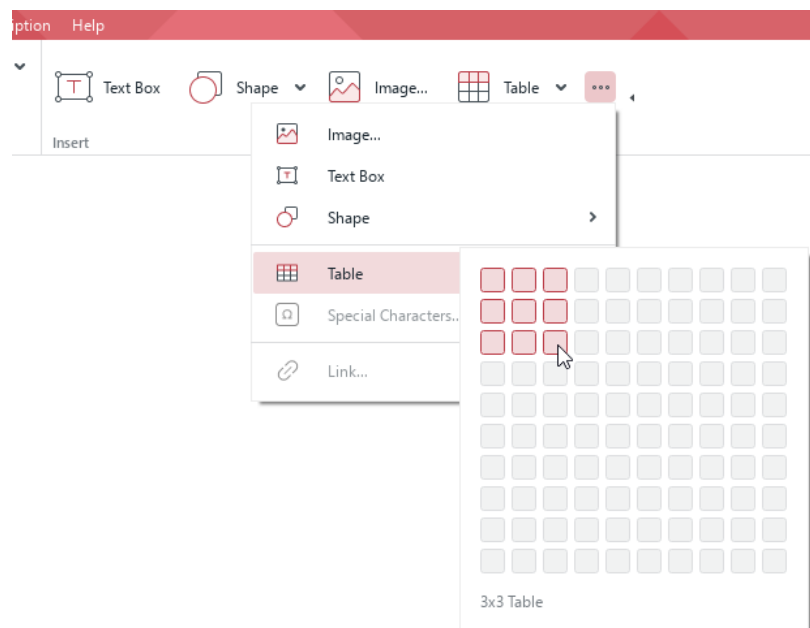 iption Help
Text Box Shape Image... Table
Insert
Image...
Text Box
Shape
Table
Special Characters..
Link...
3x3 Table